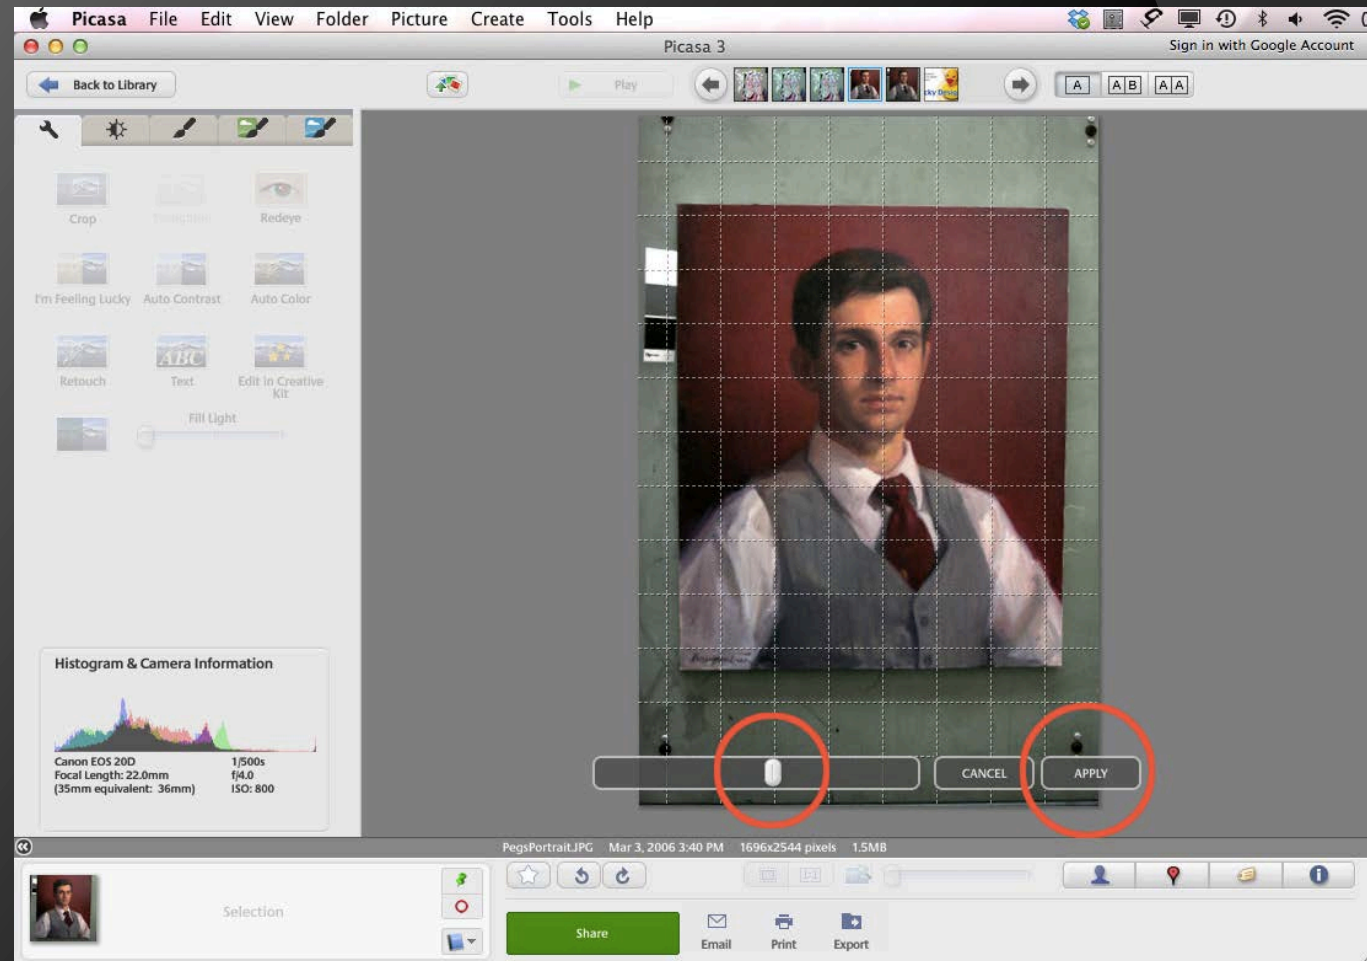 Picasa File Edit View Folder Picture Create Tools Help
Picasa 3
Sign in with Google Account
Back to Library
Play
A
A B
A A
Crop
Redeye
I'm Feeling Lucky Auto Contrast Auto Color
ABC
Retouch Text Edit in Creative
Kit
Fill Light
Histogram & Camera Information
Canon EOS 20D 1/500s
Focal Length: 22.0mm f/4.0
(35mm equivalent: 36mm) ISO: 800
CANCEL
APPLY
PegsPortrait.JPG Mar 3, 2006 3:40 PM 1696x2544 pixels 1.5MB
Selection
Share
Email
Print
Export